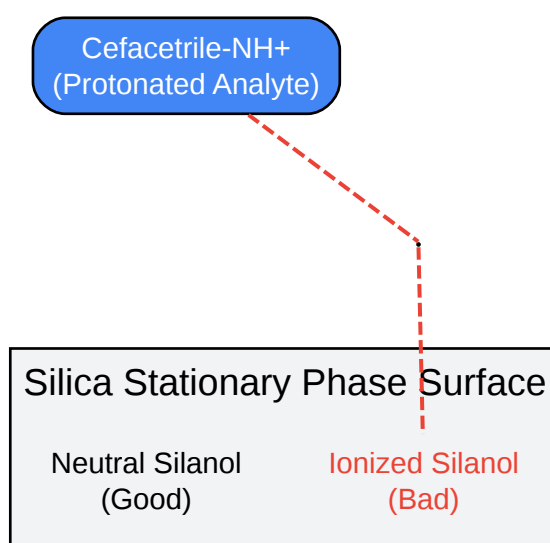 Cefacetrile-NH+
(Protonated Analyte)
Silica Stationary Phase Surface
Neutral Silanol
(Good)
Ionized Silanol
(Bad)